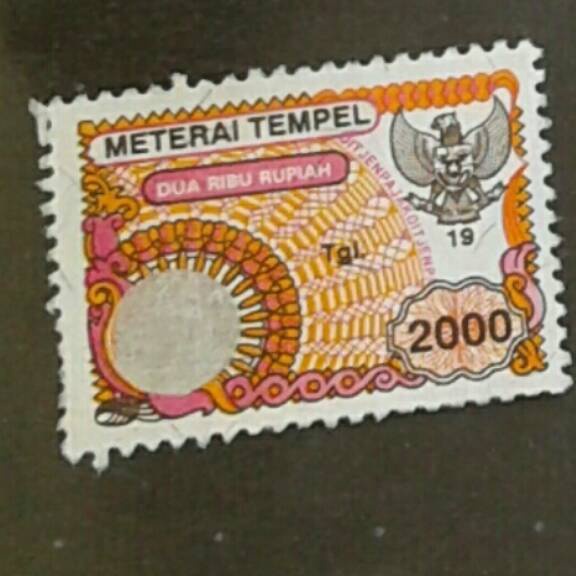 METERAI TEMPEL
DUA RIBU RUPIAH
19
Tgl.
2000